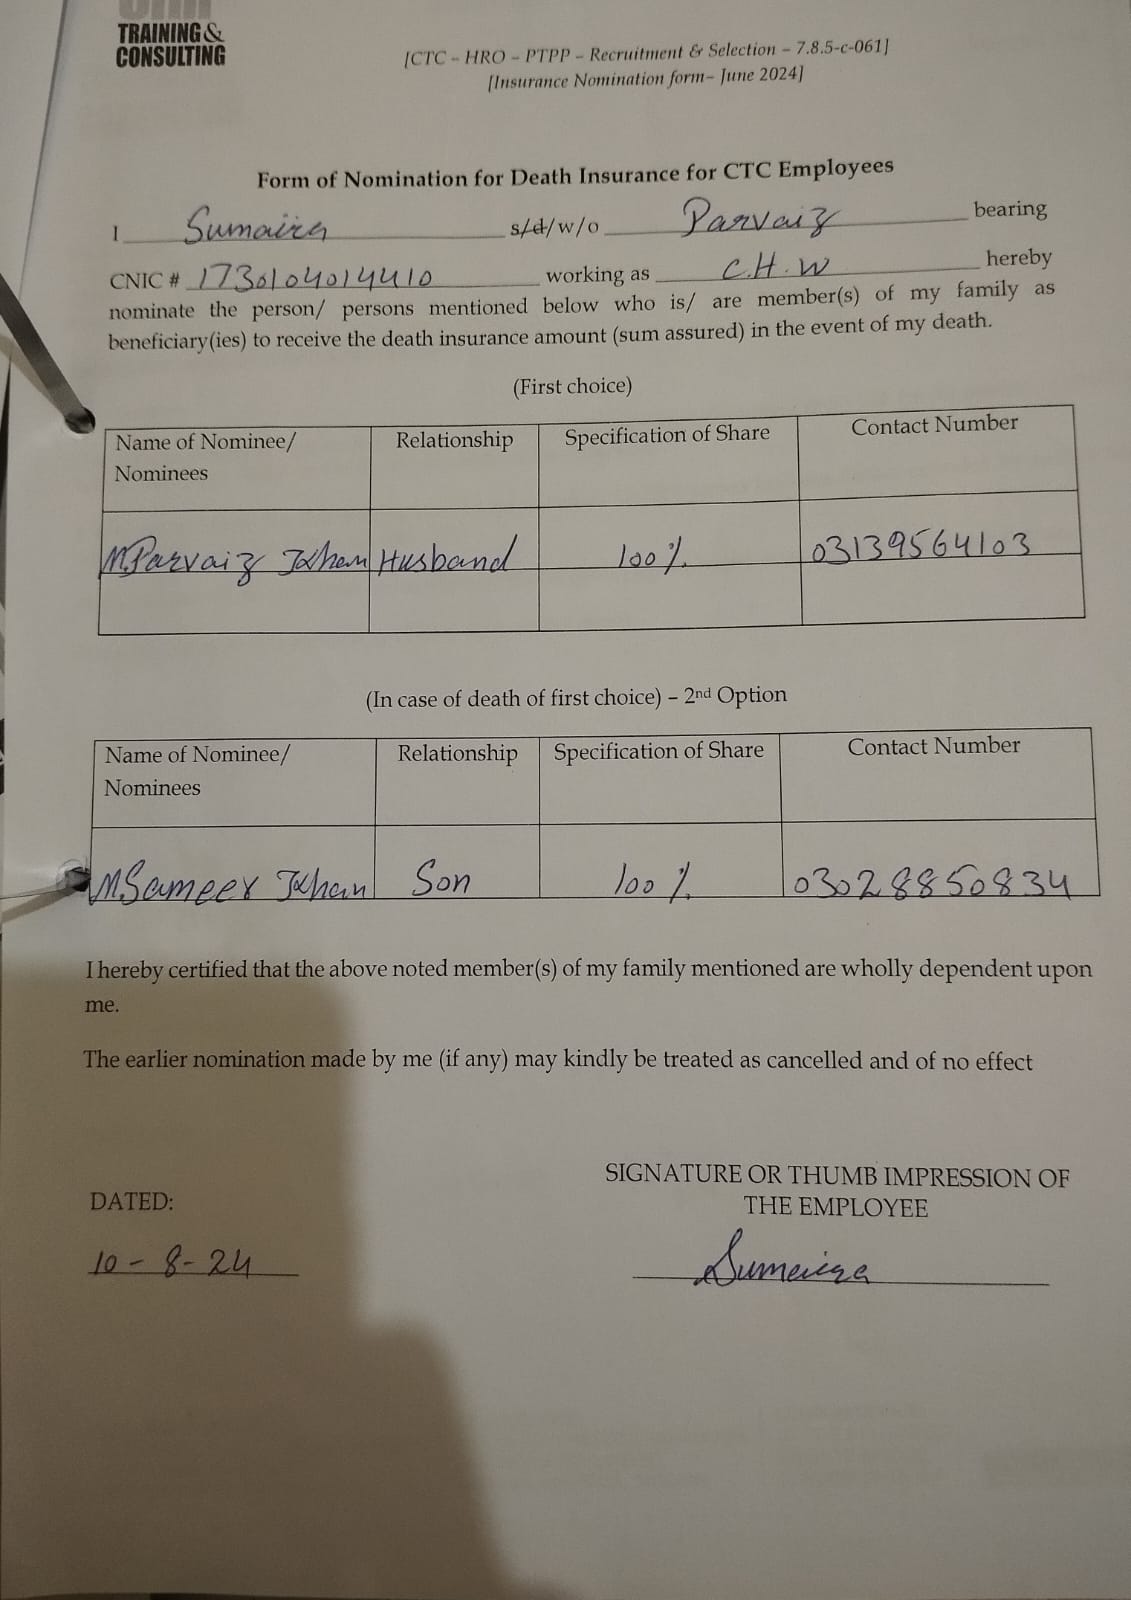 TRAINING &
CONSULTING
[CTC – HRO – PTPP – Recruitment & Selection – 7.8.5-c-061]
[Insurance Nomination form– June 2024]
Form of Nomination for Death Insurance for CTC Employees
I Sumaira s/d/w/o Parvaiz bearing
CNIC # 1730104014410 working as C.H.W hereby
nominate the person/ persons mentioned below who is/ are member(s) of my family as
beneficiary(ies) to receive the death insurance amount (sum assured) in the event of my death.
(First choice)
Name of Nominee/ Relationship Specification of Share Contact Number
Nominees
M.Parvaiz Khan Husband 100% 03139564103
(In case of death of first choice) – 2nd Option
Name of Nominee/ Relationship Specification of Share Contact Number
Nominees
M Sameer Khan Son 100% 03028850834
I hereby certified that the above noted member(s) of my family mentioned are wholly dependent upon
me.
The earlier nomination made by me (if any) may kindly be treated as cancelled and of no effect
SIGNATURE OR THUMB IMPRESSION OF
THE EMPLOYEE
DATED:
10-8-24 Sumaira